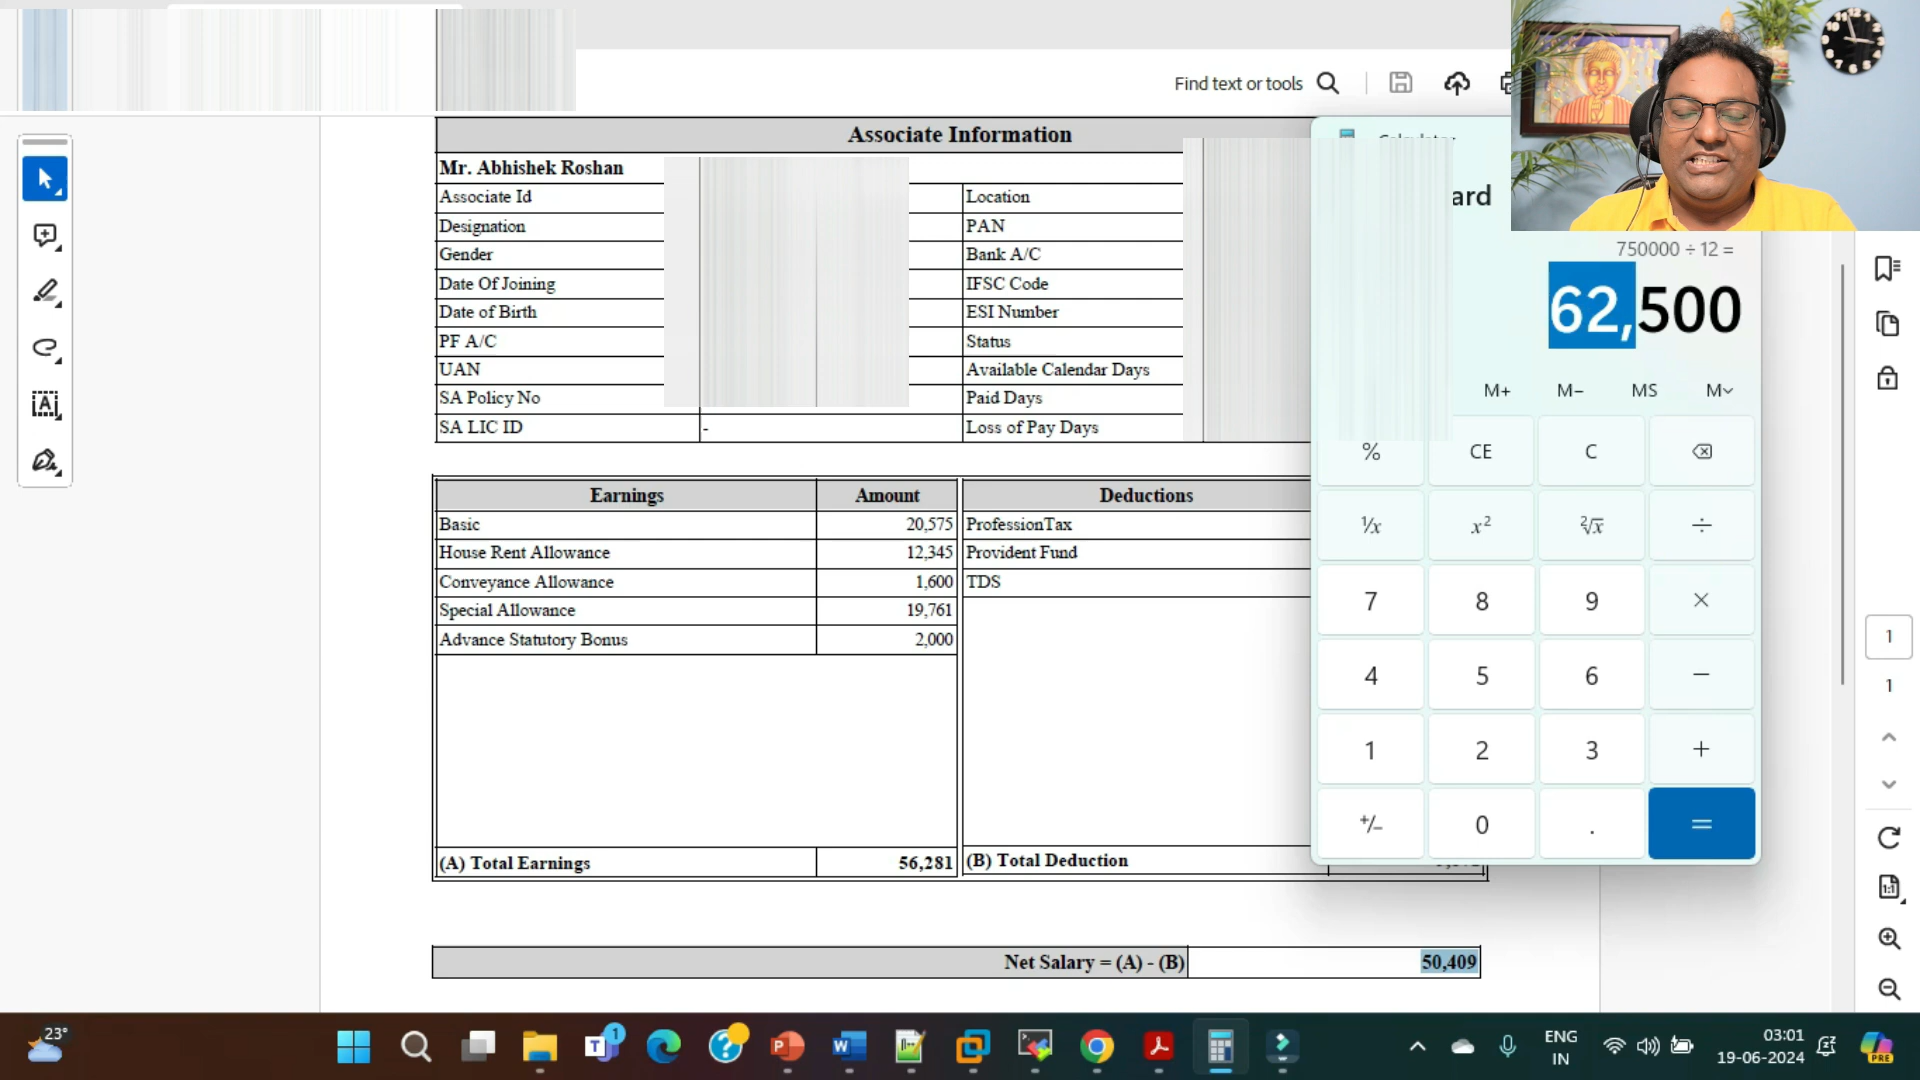 Find text or tools
Associate Information
Mr. Abhishek Roshan
Associate Id
Location
Designation
PAN
Gender
Bank A/C
Date Of Joining
IFSC Code
Date of Birth
ESI Number
PF A/C
Status
UAN
Available Calendar Days
SA Policy No
Paid Days
SA LIC ID
-
Loss of Pay Days
Earnings Amount Deductions
Basic 20,575 ProfessionTax
House Rent Allowance 12,345 Provident Fund
Conveyance Allowance 1,600 TDS
Special Allowance 19,761
Advance Statutory Bonus 2,000
(A) Total Earnings 56,281 (B) Total Deduction
Net Salary = (A) - (B) 50,409
ard
750000 ÷ 12 =
62,500
M+ M− MS M
% CE C
¹/x x² ²√x ÷
7 8 9 ×
4 5 6 −
1 2 3 +
+/− 0 . =
1
1
1:1
23°
T 1
?
P
W
ENG
IN
03:01
19-06-2024
PRE